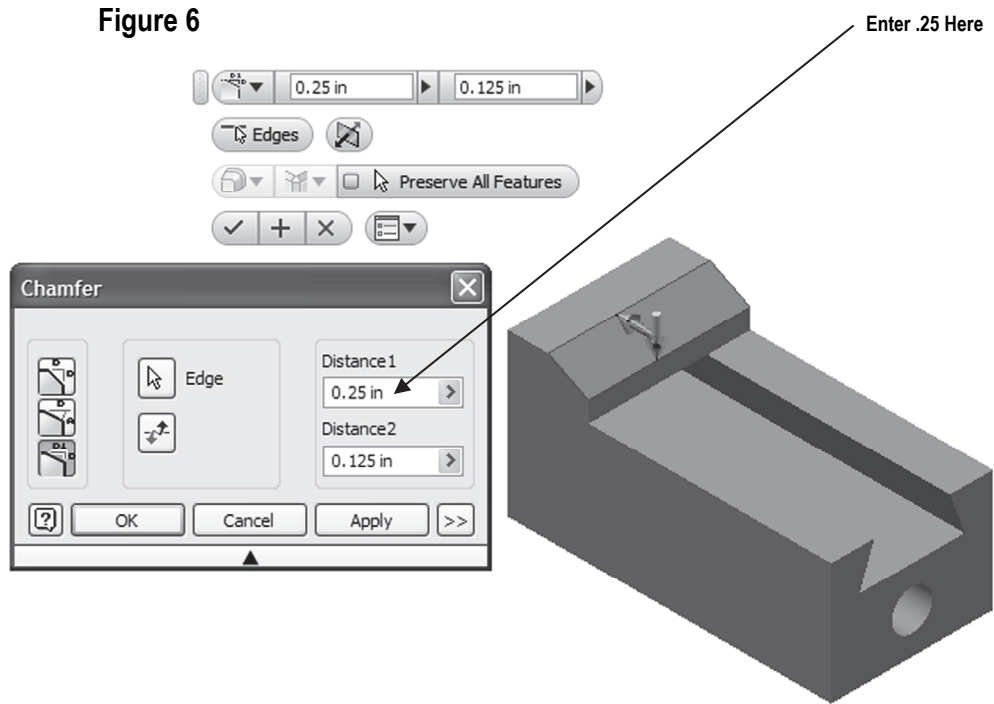 Figure 6
Enter .25 Here
0.25 in
0.125 in
Edges
Preserve All Features
Chamfer
Edge
Distance1
0.25 in
Distance2
0.125 in
OK
Cancel
Apply
>>